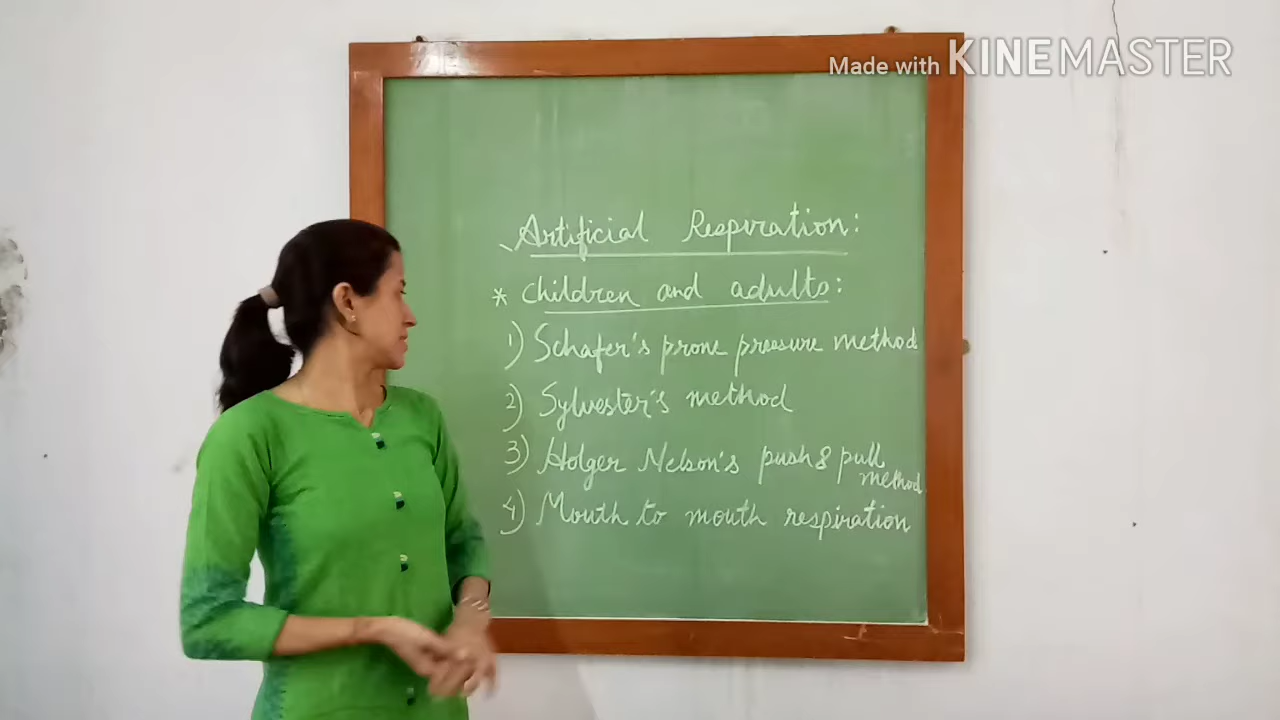 Made with KINEMASTER
Artificial Respiration:
* Children and adults:
1) Schafer's prone pressure method
2) Sylvester's method
3) Holger Nelson's push & pull
method
4) Mouth to mouth respiration